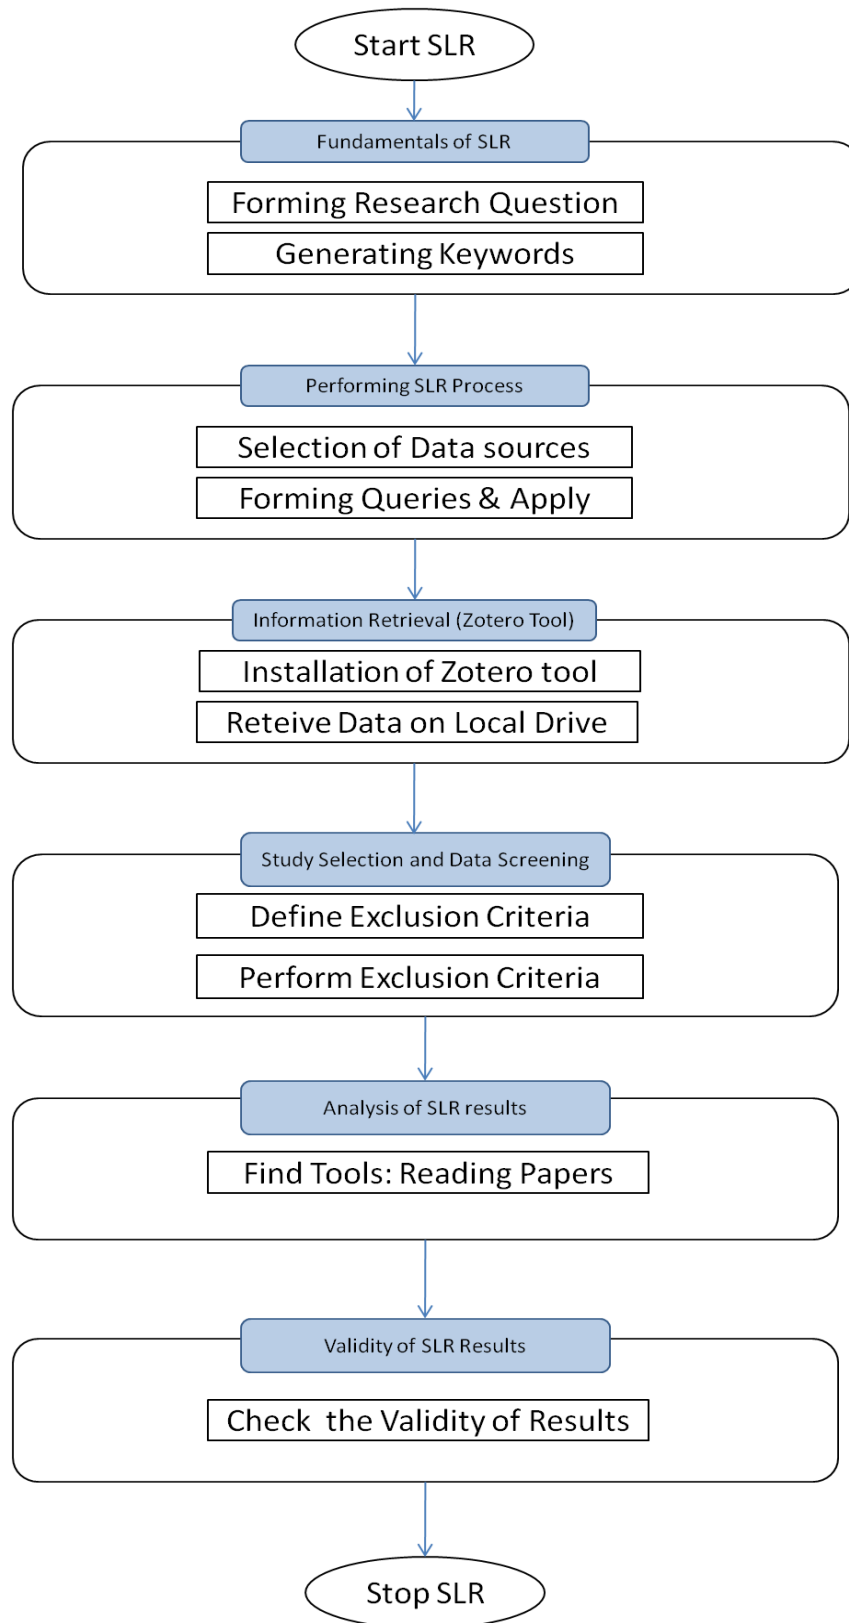 Start SLR
Fundamentals of SLR
Forming Research Question
Generating Keywords
Performing SLR Process
Selection of Data sources
Forming Queries & Apply
Information Retrieval (Zotero Tool)
Installation of Zotero tool
Reteive Data on Local Drive
Study Selection and Data Screening
Define Exclusion Criteria
Perform Exclusion Criteria
Analysis of SLR results
Find Tools: Reading Papers
Validity of SLR Results
Check the Validity of Results
Stop SLR